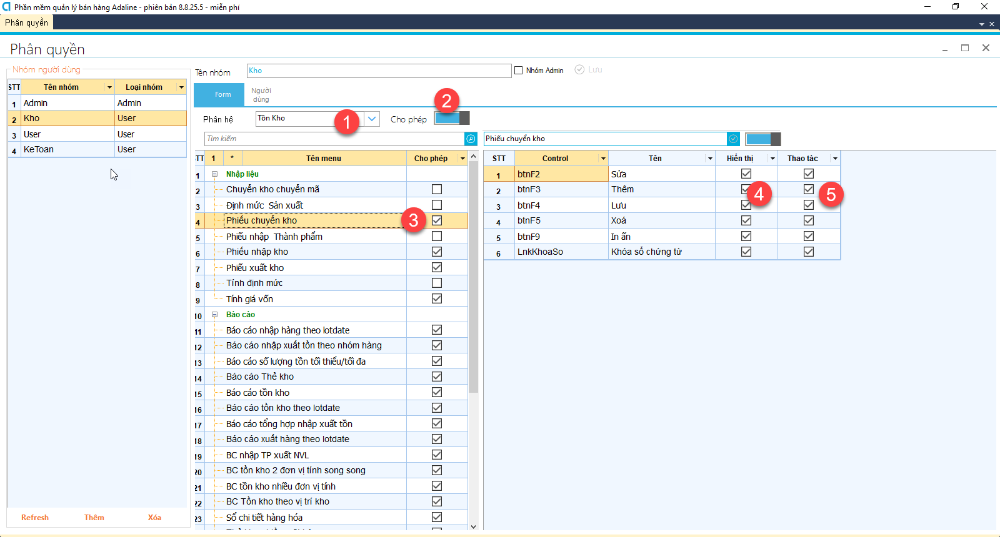 Phần mềm quản lý bán hàng Adaline - phiên bản 8.8.25.5 - miễn phí
Phân quyền
Phân quyền
Nhóm người dùng
STT Tên nhóm Loại nhóm
1 Admin Admin
2 Kho User
3 User User
4 KeToan User
Refresh Thêm Xóa
Tên nhóm Kho Nhóm Admin Lưu
Form Người dùng
2
Phân hệ Tồn Kho 1 Cho phép
Tìm kiếm
STT 1 * Tên menu Cho phép
1 Nhập liệu
2 Chuyển kho chuyển mã
3 Định mức Sản xuất
4 Phiếu chuyển kho 3
5 Phiếu nhập Thành phẩm
6 Phiếu nhập kho
7 Phiếu xuất kho
8 Tính định mức
9 Tính giá vốn
10 Báo cáo
11 Báo cáo nhập hàng theo lotdate
12 Báo cáo nhập xuất tồn theo nhóm hàng
13 Báo cáo số lượng tồn tối thiểu/tối đa
14 Báo cáo Thẻ kho
15 Báo cáo tồn kho
16 Báo cáo tồn kho theo lotdate
17 Báo cáo tổng hợp nhập xuất tồn
18 Báo cáo xuất hàng theo lotdate
19 BC nhập TP xuất NVL
20 BC tồn kho 2 đơn vị tính song song
21 BC tồn kho nhiều đơn vị tính
22 BC Tồn kho theo vị trí kho
23 Sổ chi tiết hàng hóa
Phiếu chuyển kho
STT Control Tên Hiển thị Thao tác
1 btnF2 Sửa
2 btnF3 Thêm 4 5
3 btnF4 Lưu
4 btnF5 Xoá
5 btnF9 In ấn
6 LnkKhoaSo Khóa sổ chứng từ